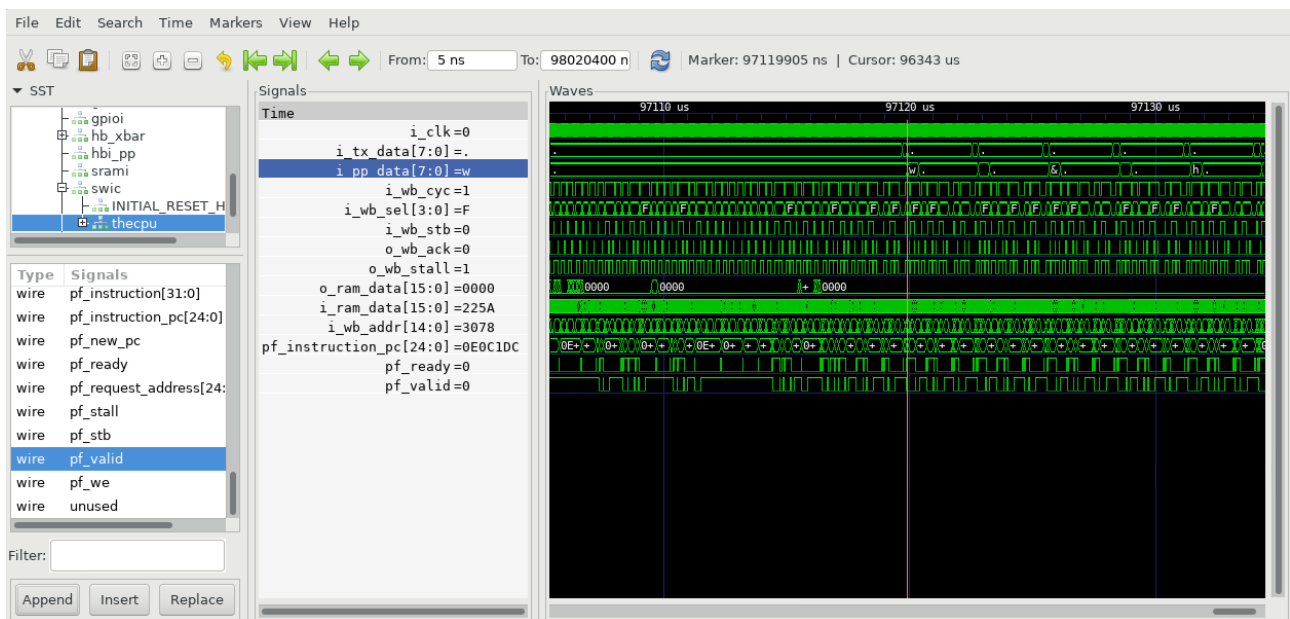 File Edit Search Time Markers View Help
From: 5 ns To: 98020400 n Marker: 97119905 ns | Cursor: 96343 us
▼ SST
gpioi
hb_xbar
hbi_pp
srami
swic
INITIAL_RESET_H
thecpu
Type Signals
wire pf_instruction[31:0]
wire pf_instruction_pc[24:0]
wire pf_new_pc
wire pf_ready
wire pf_request_address[24:
wire pf_stall
wire pf_stb
wire pf_valid
wire pf_we
wire unused
Filter:
Append Insert Replace
Signals
Time
i_clk=0
i_tx_data[7:0]=.
i_pp_data[7:0]=w
i_wb_cyc=1
i_wb_sel[3:0]=F
i_wb_stb=0
o_wb_ack=0
o_wb_stall=1
o_ram_data[15:0]=0000
i_ram_data[15:0]=225A
i_wb_addr[14:0]=3078
pf_instruction_pc[24:0]=0E0C1DC
pf_ready=0
pf_valid=0
Waves
97110 us 97120 us 97130 us
. . . . . .
. w . . & . . h .
F F F F F F F F F F F
0000 0000 + 0000